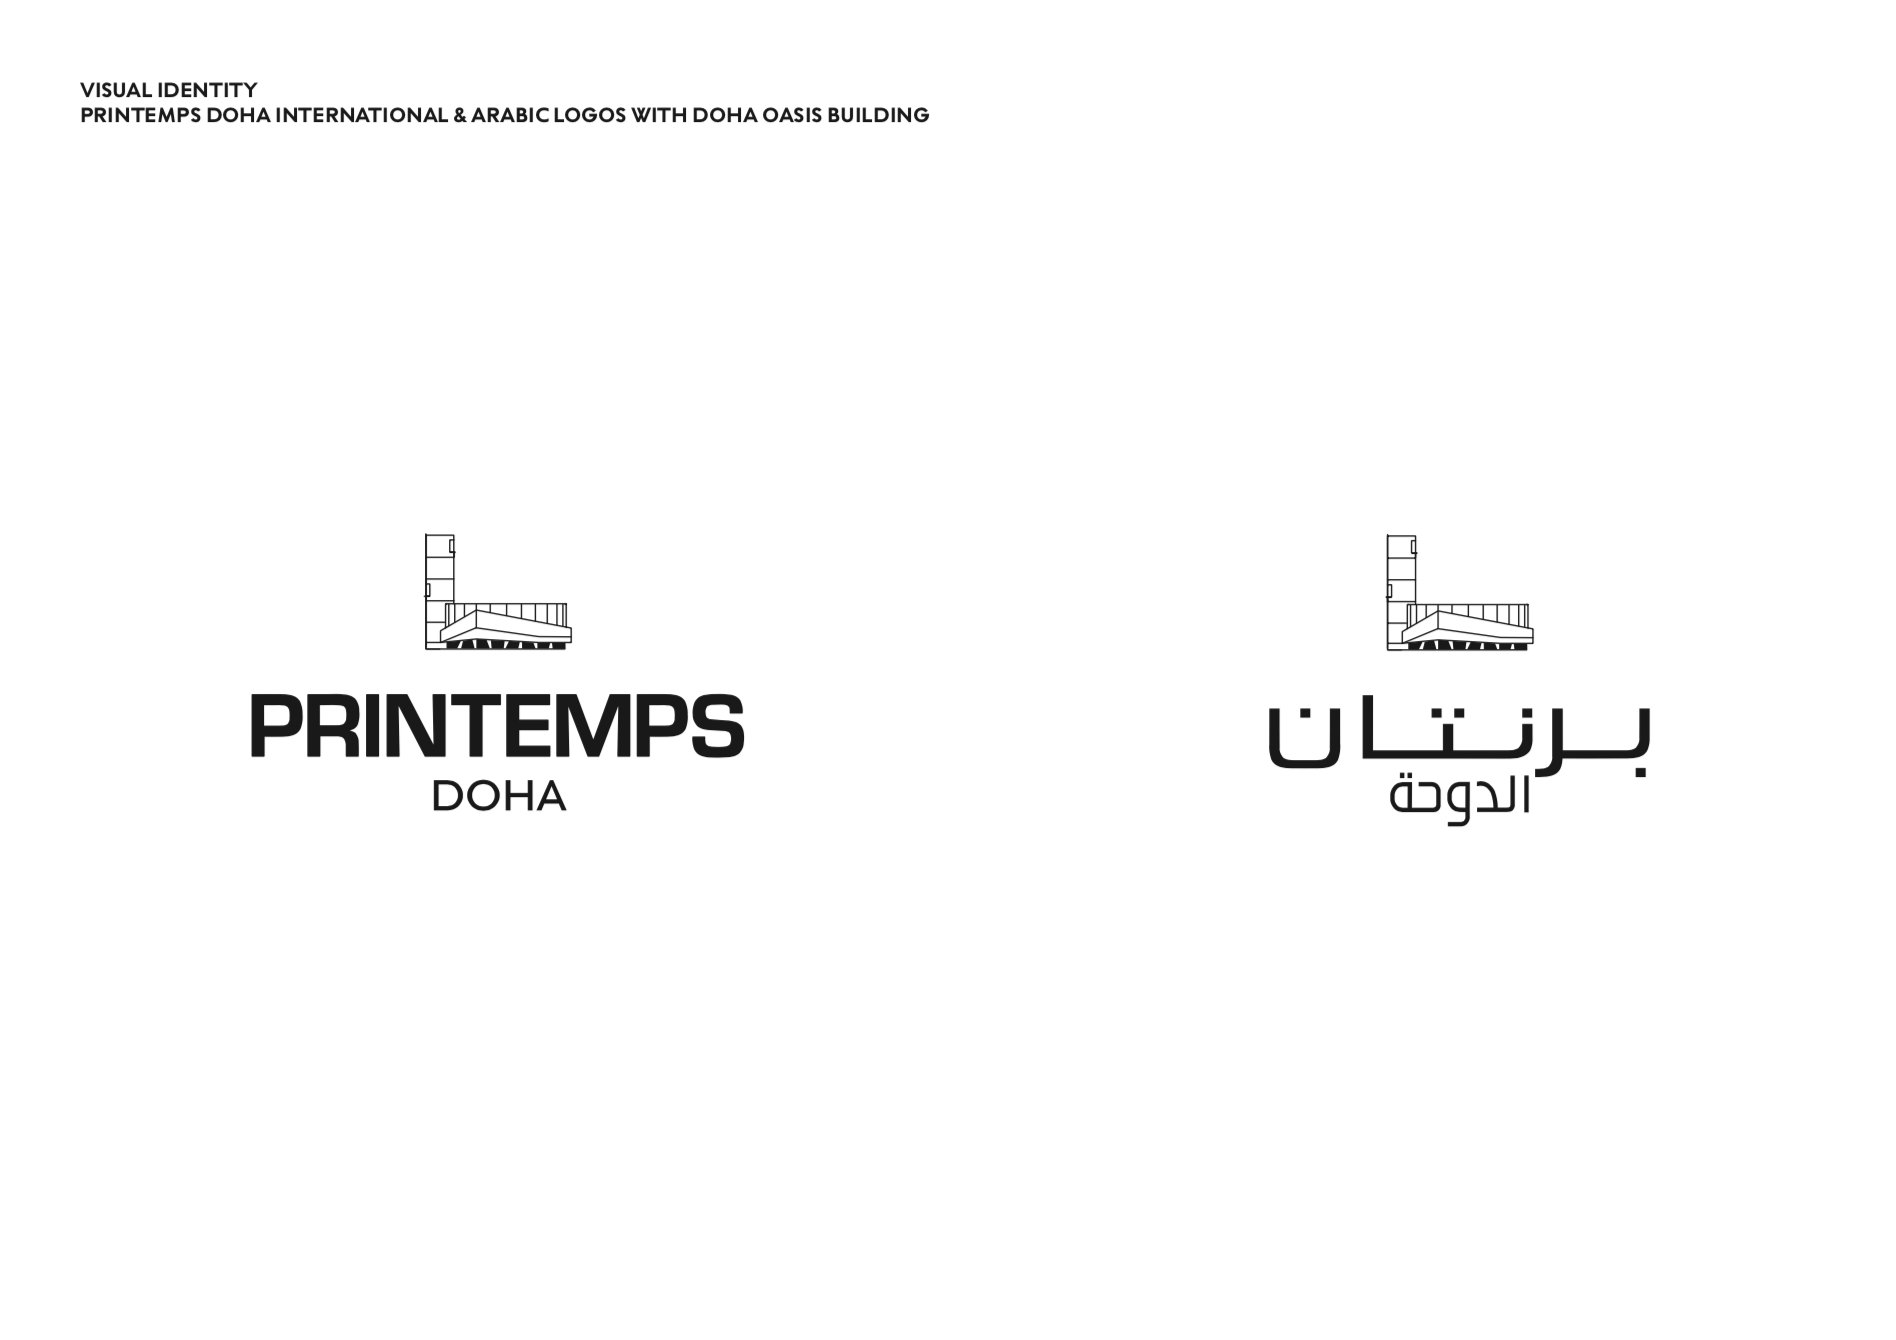 VISUAL IDENTITY
PRINTEMPS DOHA INTERNATIONAL & ARABIC LOGOS WITH DOHA OASIS BUILDING
PRINTEMPS
DOHA
برنتان
الدوحة